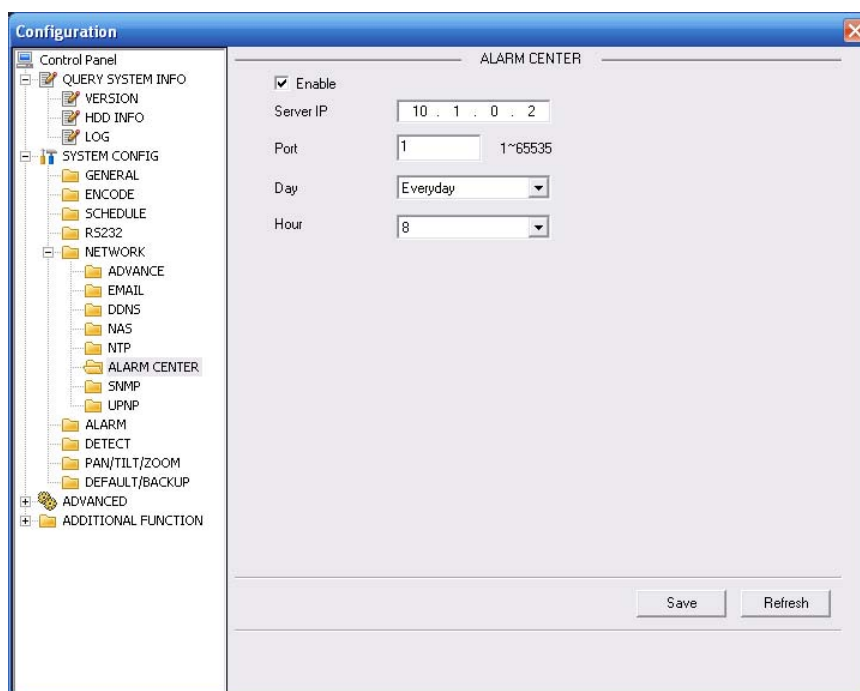 Configuration
Control Panel
QUERY SYSTEM INFO
VERSION
HDD INFO
LOG
SYSTEM CONFIG
GENERAL
ENCODE
SCHEDULE
RS232
NETWORK
ADVANCE
EMAIL
DDNS
NAS
NTP
ALARM CENTER
SNMP
UPNP
ALARM
DETECT
PAN/TILT/ZOOM
DEFAULT/BACKUP
ADVANCED
ADDITIONAL FUNCTION
ALARM CENTER
Enable
Server IP 10 . 1 . 0 . 2
Port 1 1~65535
Day Everyday
Hour 8
Save Refresh